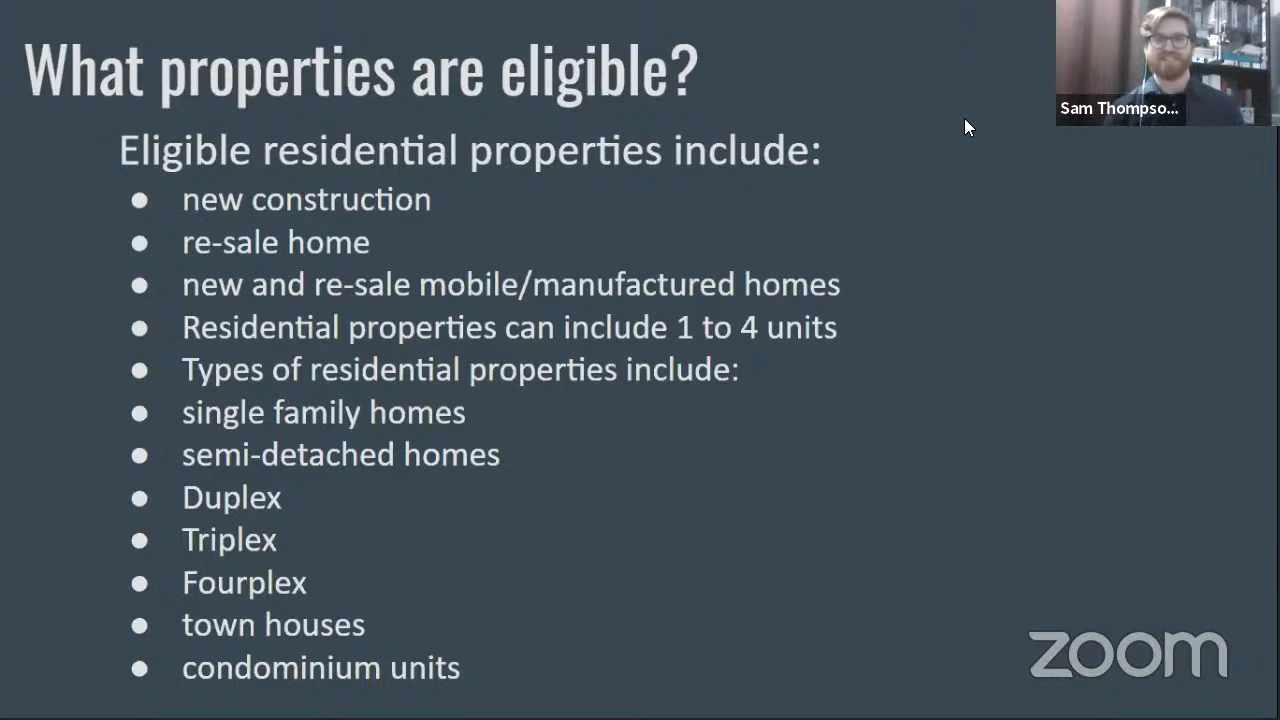 What properties are eligible?
Sam Thompso...
Eligible residential properties include:
● new construction
● re-sale home
● new and re-sale mobile/manufactured homes
● Residential properties can include 1 to 4 units
● Types of residential properties include:
● single family homes
● semi-detached homes
● Duplex
● Triplex
● Fourplex
● town houses
● condominium units
zoom